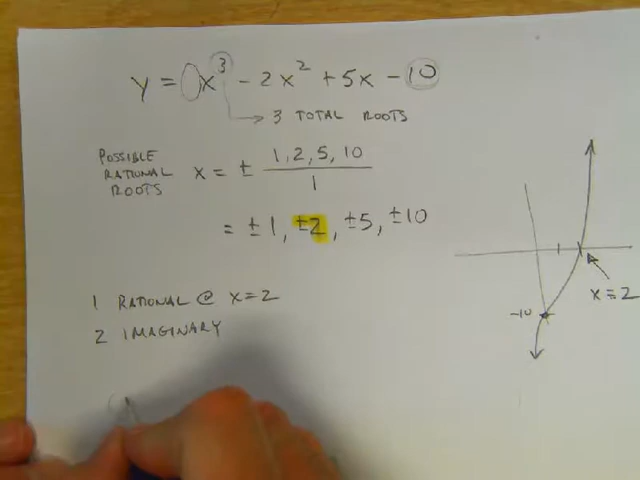 y = x³ - 2x² + 5x - 10
3 TOTAL ROOTS
POSSIBLE RATIONAL ROOTS x = ± 1, 2, 5, 10 / 1
= ± 1, ±2, ±5, ±10
1 RATIONAL @ x=2
2 IMAGINARY
x = 2
-10